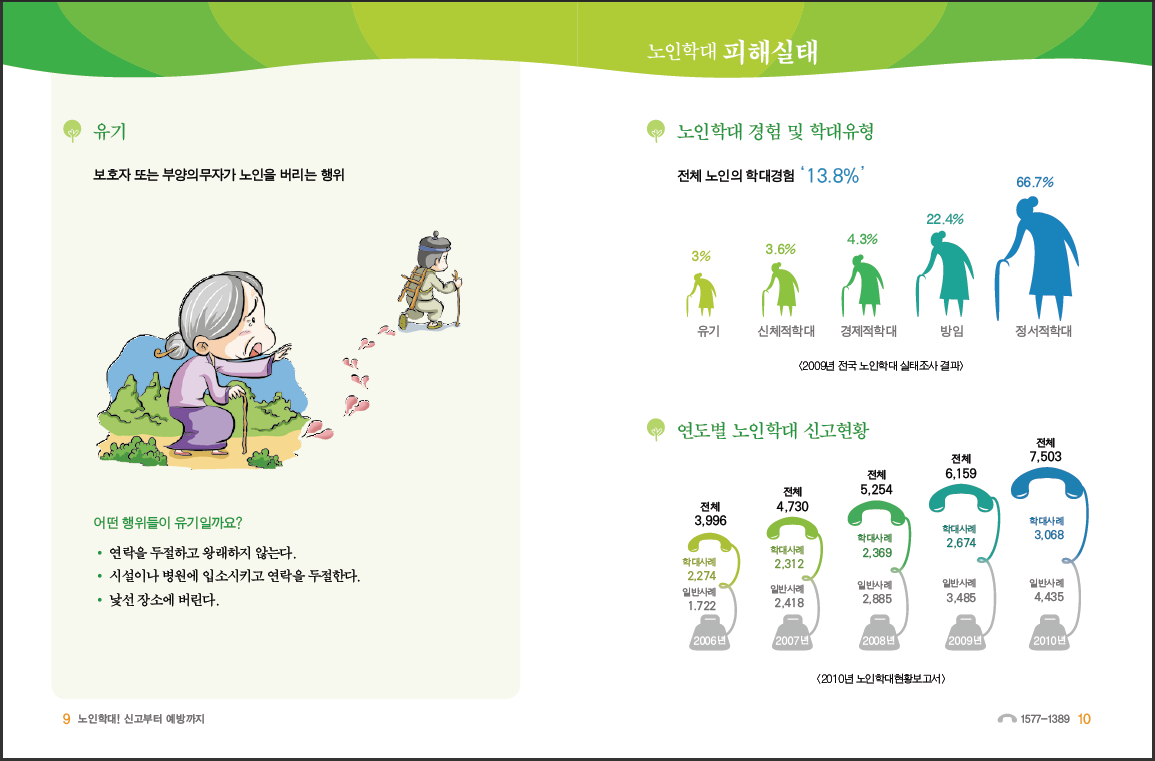 유기
보호자 또는 부양의무자가 노인을 버리는 행위
어떤 행위들이 유기일까요?
• 연락을 두절하고 왕래하지 않는다.
• 시설이나 병원에 입소시키고 연락을 두절한다.
• 낯선 장소에 버린다.
9 노인학대! 신고부터 예방까지
노인학대 피해실태
노인학대 경험 및 학대유형
전체 노인의 학대경험 ‘13.8%’
3%
3.6%
4.3%
22.4%
66.7%
유기
신체적학대
경제적학대
방임
정서적학대
<2009년 전국 노인학대 실태조사 결과>
연도별 노인학대 신고현황
전체
3,996
학대사례
2,274
일반사례
1.722
2006년
전체
4,730
학대사례
2,312
일반사례
2,418
2007년
전체
5,254
학대사례
2,369
일반사례
2,885
2008년
전체
6,159
학대사례
2,674
일반사례
3,485
2009년
전체
7,503
학대사례
3,068
일반사례
4,435
2010년
<2010년 노인학대현황보고서>
1577-1389 10